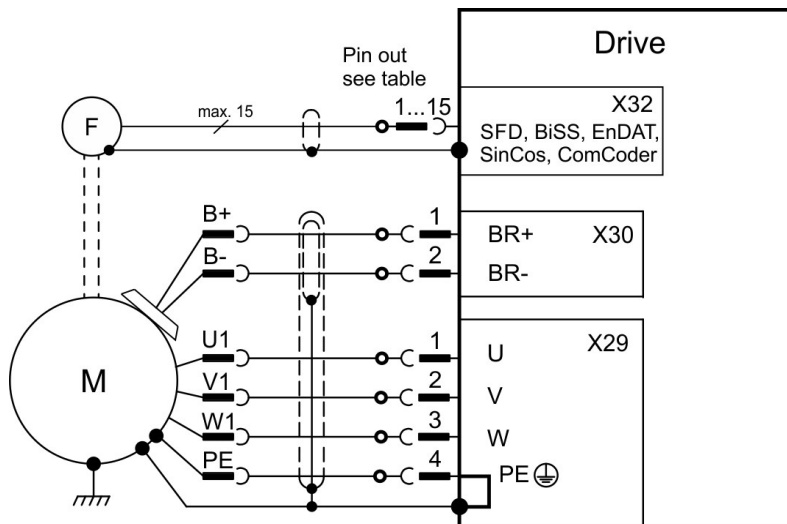 Drive
Pin out
see table
X32
max. 15
1...15
F
SFD, BiSS, EnDAT,
SinCos, ComCoder
B+
1
BR+
X30
B-
2
BR-
U1
1
U
X29
M
V1
2
V
W1
3
W
PE
4
PE